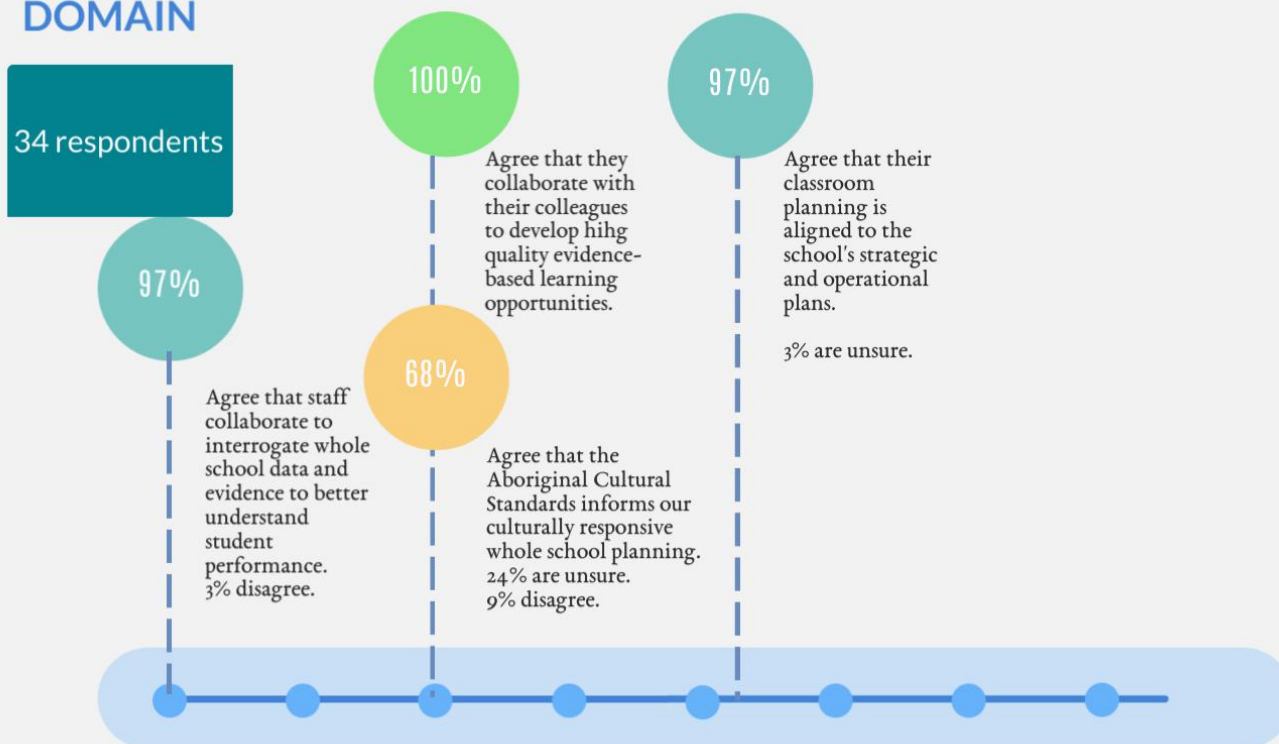 DOMAIN
34 respondents
97%
Agree that staff
collaborate to
interrogate whole
school data and
evidence to better
understand
student
performance.
3% disagree.
100%
Agree that they
collaborate with
their colleagues
to develop hihg
quality evidence-
based learning
opportunities.
68%
Agree that the
Aboriginal Cultural
Standards informs our
culturally responsive
whole school planning.
24% are unsure.
9% disagree.
97%
Agree that their
classroom
planning is
aligned to the
school's strategic
and operational
plans.
3% are unsure.